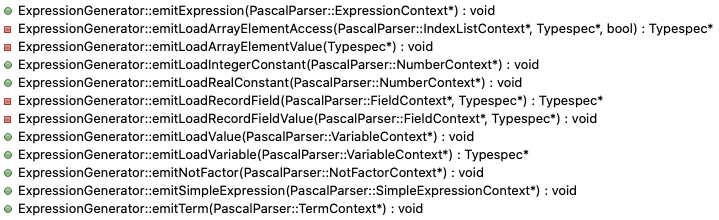 ExpressionGenerator::emitExpression(PascalParser::ExpressionContext*) : void
ExpressionGenerator::emitLoadArrayElementAccess(PascalParser::IndexListContext*, Typespec*, bool) : Typespec*
ExpressionGenerator::emitLoadArrayElementValue(Typespec*) : void
ExpressionGenerator::emitLoadIntegerConstant(PascalParser::NumberContext*) : void
ExpressionGenerator::emitLoadRealConstant(PascalParser::NumberContext*) : void
ExpressionGenerator::emitLoadRecordField(PascalParser::FieldContext*, Typespec*) : Typespec*
ExpressionGenerator::emitLoadRecordFieldValue(PascalParser::FieldContext*, Typespec*) : void
ExpressionGenerator::emitLoadValue(PascalParser::VariableContext*) : void
ExpressionGenerator::emitLoadVariable(PascalParser::VariableContext*) : Typespec*
ExpressionGenerator::emitNotFactor(PascalParser::NotFactorContext*) : void
ExpressionGenerator::emitSimpleExpression(PascalParser::SimpleExpressionContext*) : void
ExpressionGenerator::emitTerm(PascalParser::TermContext*) : void